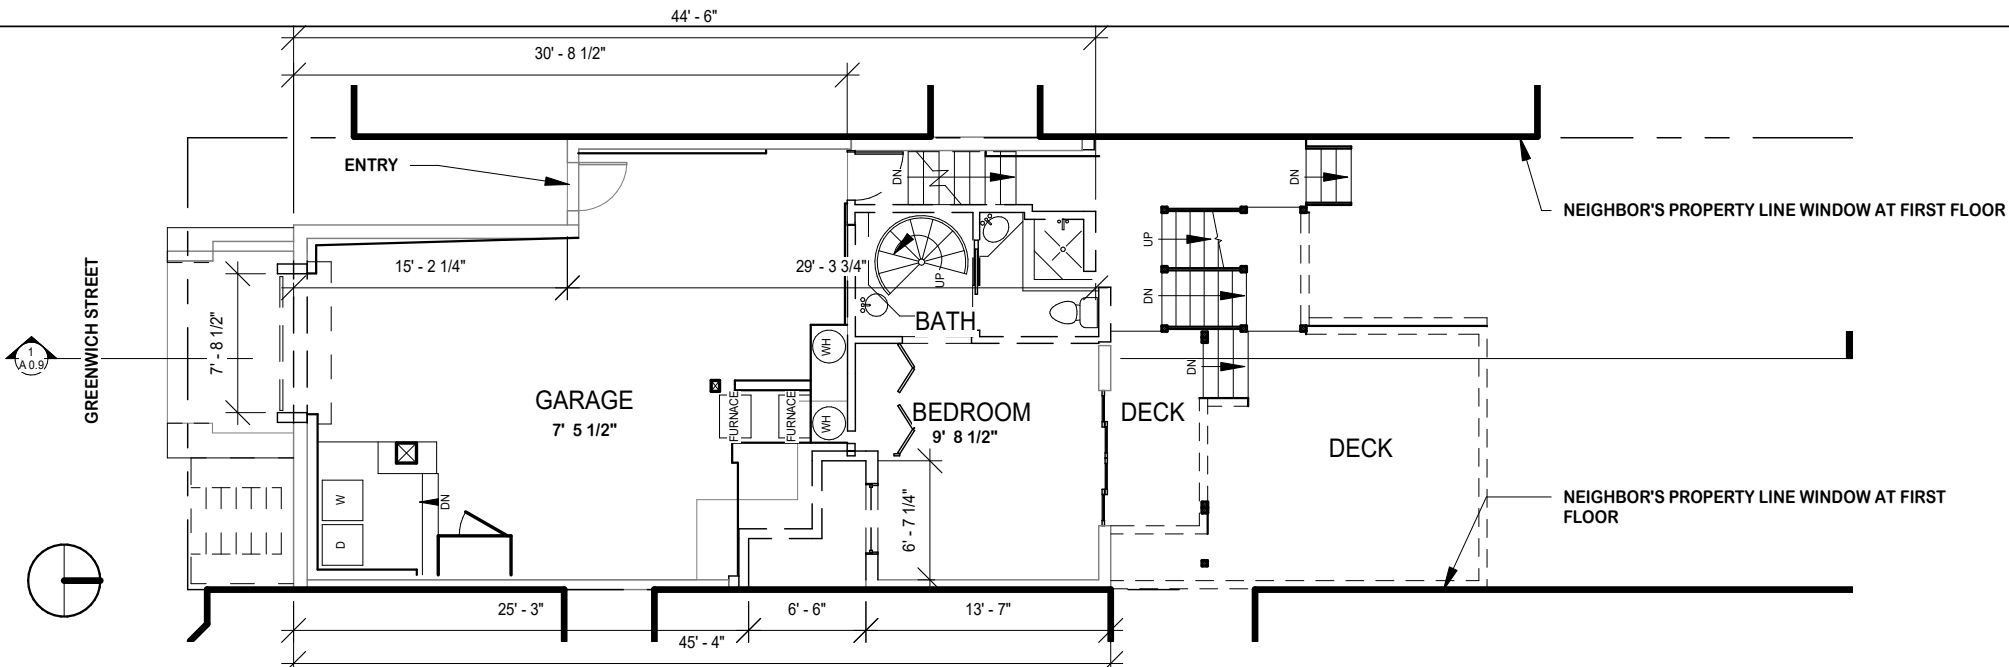 44' - 6"
30' - 8 1/2"
ENTRY
DN
DN
NEIGHBOR'S PROPERTY LINE WINDOW AT FIRST FLOOR
UP
15' - 2 1/4"
29' - 3 3/4"
UP
DN
GREENWICH STREET
7' - 8 1/2"
BATH
1
A 0.9
WH
DN
GARAGE
7' 5 1/2"
FURNACE
FURNACE
WH
BEDROOM
9' 8 1/2"
DECK
DECK
W
DN
D
6' - 7 1/4"
NEIGHBOR'S PROPERTY LINE WINDOW AT FIRST
FLOOR
25' - 3"
6' - 6"
13' - 7"
45' - 4"